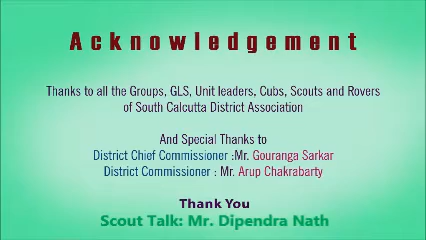 Acknowledgement
Thanks to all the Groups, GLS, Unit leaders, Cubs, Scouts and Rovers
of South Calcutta District Association
And Special Thanks to
District Chief Commissioner :Mr. Gouranga Sarkar
District Commissioner : Mr. Arup Chakrabarty
Thank You
Scout Talk: Mr. Dipendra Nath